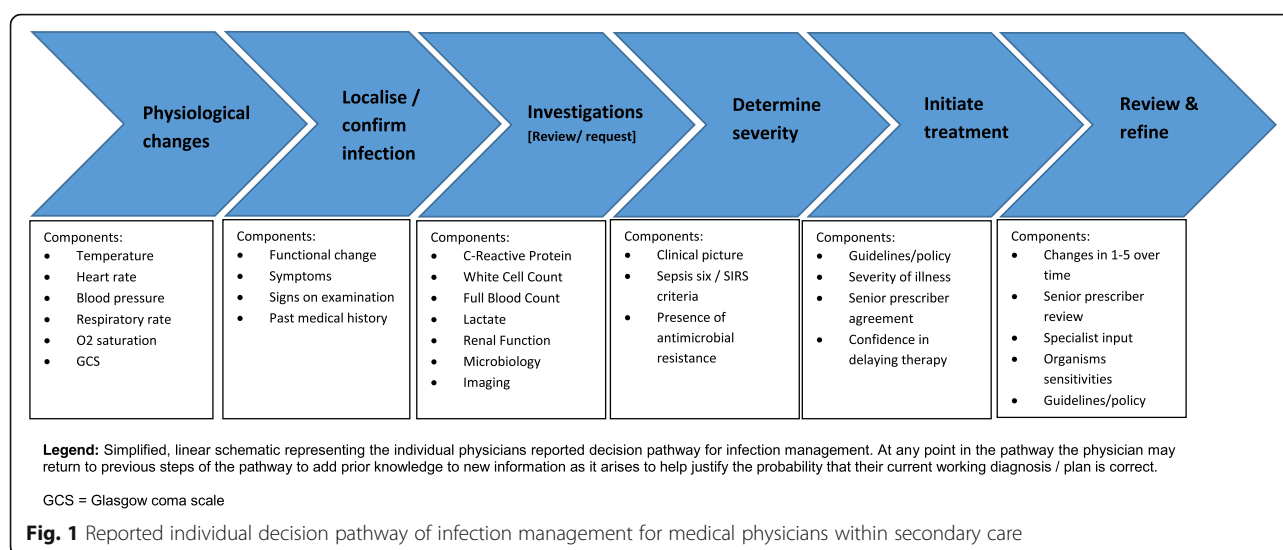 Physiological
changes
Localise /
confirm
infection
Investigations
[Review/ request]
Determine
severity
Initiate
treatment
Review &
refine
Components:
• Temperature
• Heart rate
• Blood pressure
• Respiratory rate
• O2 saturation
• GCS
Components:
• Functional change
• Symptoms
• Signs on examination
• Past medical history
Components:
• C-Reactive Protein
• White Cell Count
• Full Blood Count
• Lactate
• Renal Function
• Microbiology
• Imaging
Components:
• Clinical picture
• Sepsis six / SIRS
criteria
• Presence of
antimicrobial
resistance
Components:
• Guidelines/policy
• Severity of illness
• Senior prescriber
agreement
• Confidence in
delaying therapy
Components:
• Changes in 1-5 over
time
• Senior prescriber
review
• Specialist input
• Organisms
sensitivities
• Guidelines/policy
Legend: Simplified, linear schematic representing the individual physicians reported decision pathway for infection management. At any point in the pathway the physician may
return to previous steps of the pathway to add prior knowledge to new information as it arises to help justify the probability that their current working diagnosis / plan is correct.
GCS = Glasgow coma scale
Fig. 1 Reported individual decision pathway of infection management for medical physicians within secondary care